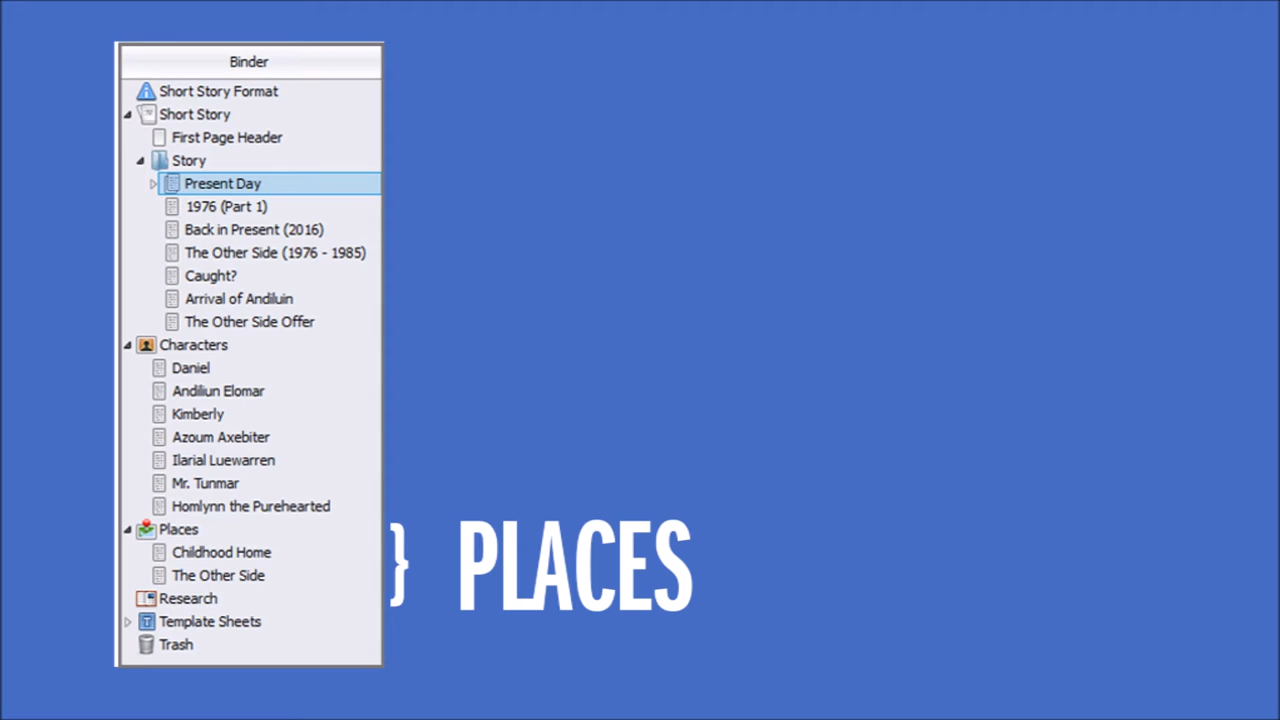 Binder
Short Story Format
Short Story
First Page Header
Story
Present Day
1976 (Part 1)
Back in Present (2016)
The Other Side (1976 - 1985)
Caught?
Arrival of Andiluin
The Other Side Offer
Characters
Daniel
Andiliun Elomar
Kimberly
Azoum Axebiter
Ilarial Luewarren
Mr. Tunmar
Homlynn the Purehearted
Places
Childhood Home
The Other Side
Research
Template Sheets
Trash
} PLACES